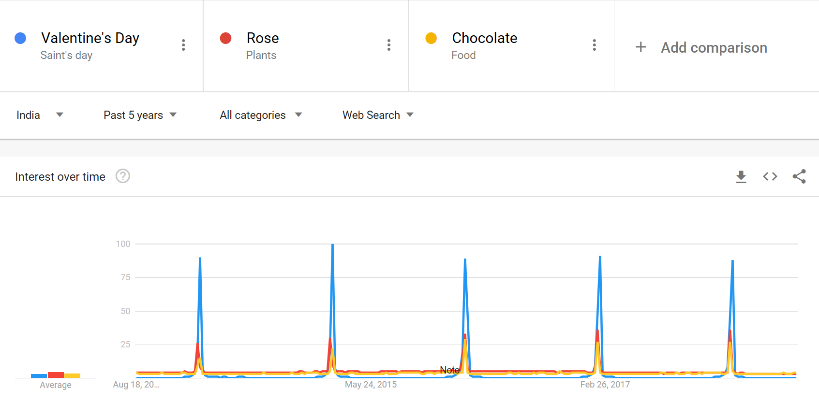 Valentine's Day
Saint's day
Rose
Plants
Chocolate
Food
+ Add comparison
India
Past 5 years
All categories
Web Search
Interest over time ?
100
75
50
25
Note
Average
Aug 18, 20...
May 24, 2015
Feb 26, 2017